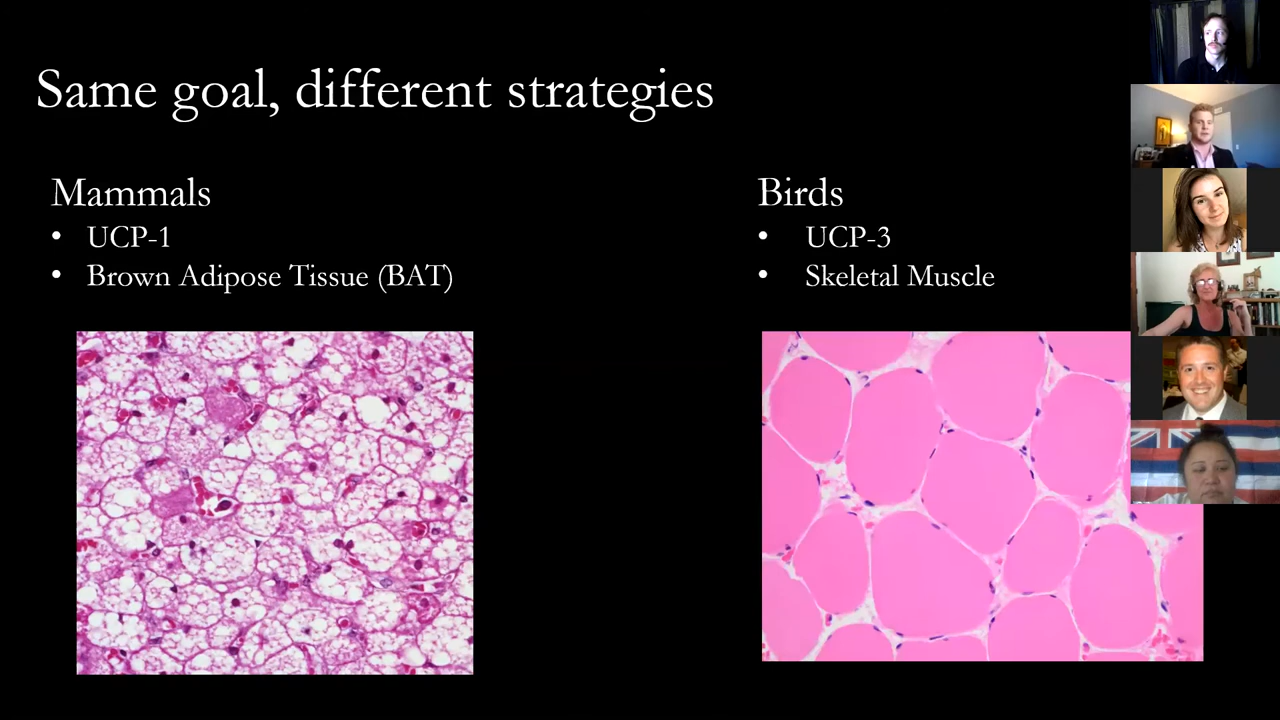 Same goal, different strategies
Mammals
• UCP-1
• Brown Adipose Tissue (BAT)
Birds
• UCP-3
• Skeletal Muscle